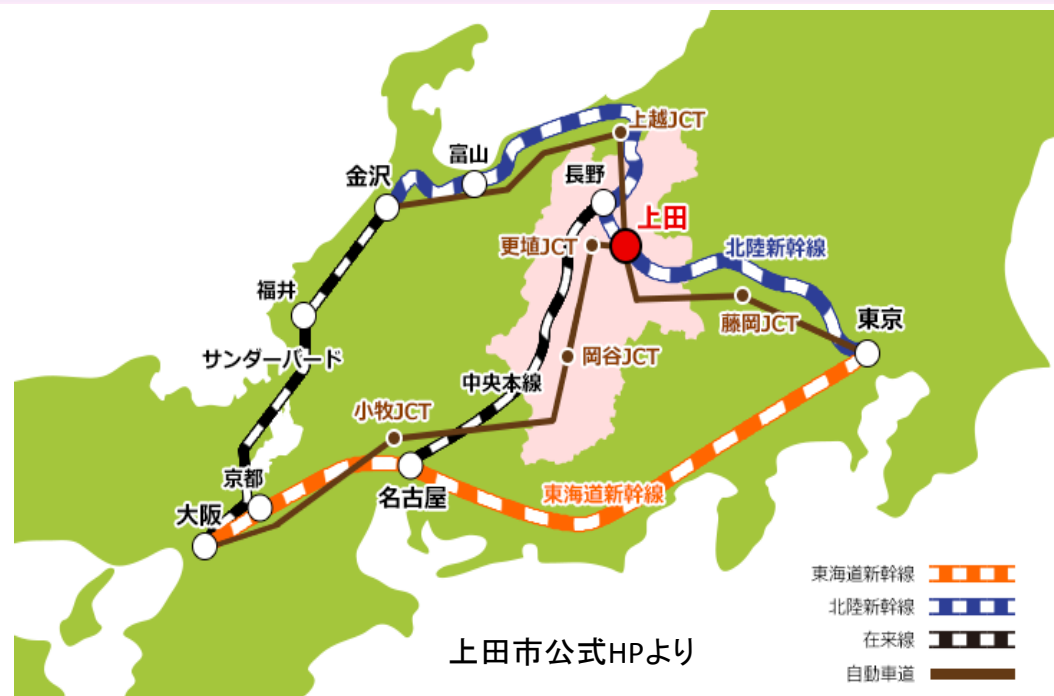 上越JCT
富山
金沢
長野
上田
更埴JCT
北陸新幹線
福井
藤岡JCT
東京
サンダーバード
岡谷JCT
中央本線
小牧JCT
京都
名古屋
東海道新幹線
大阪
東海道新幹線
北陸新幹線
在来線
自動車道
上田市公式HPより